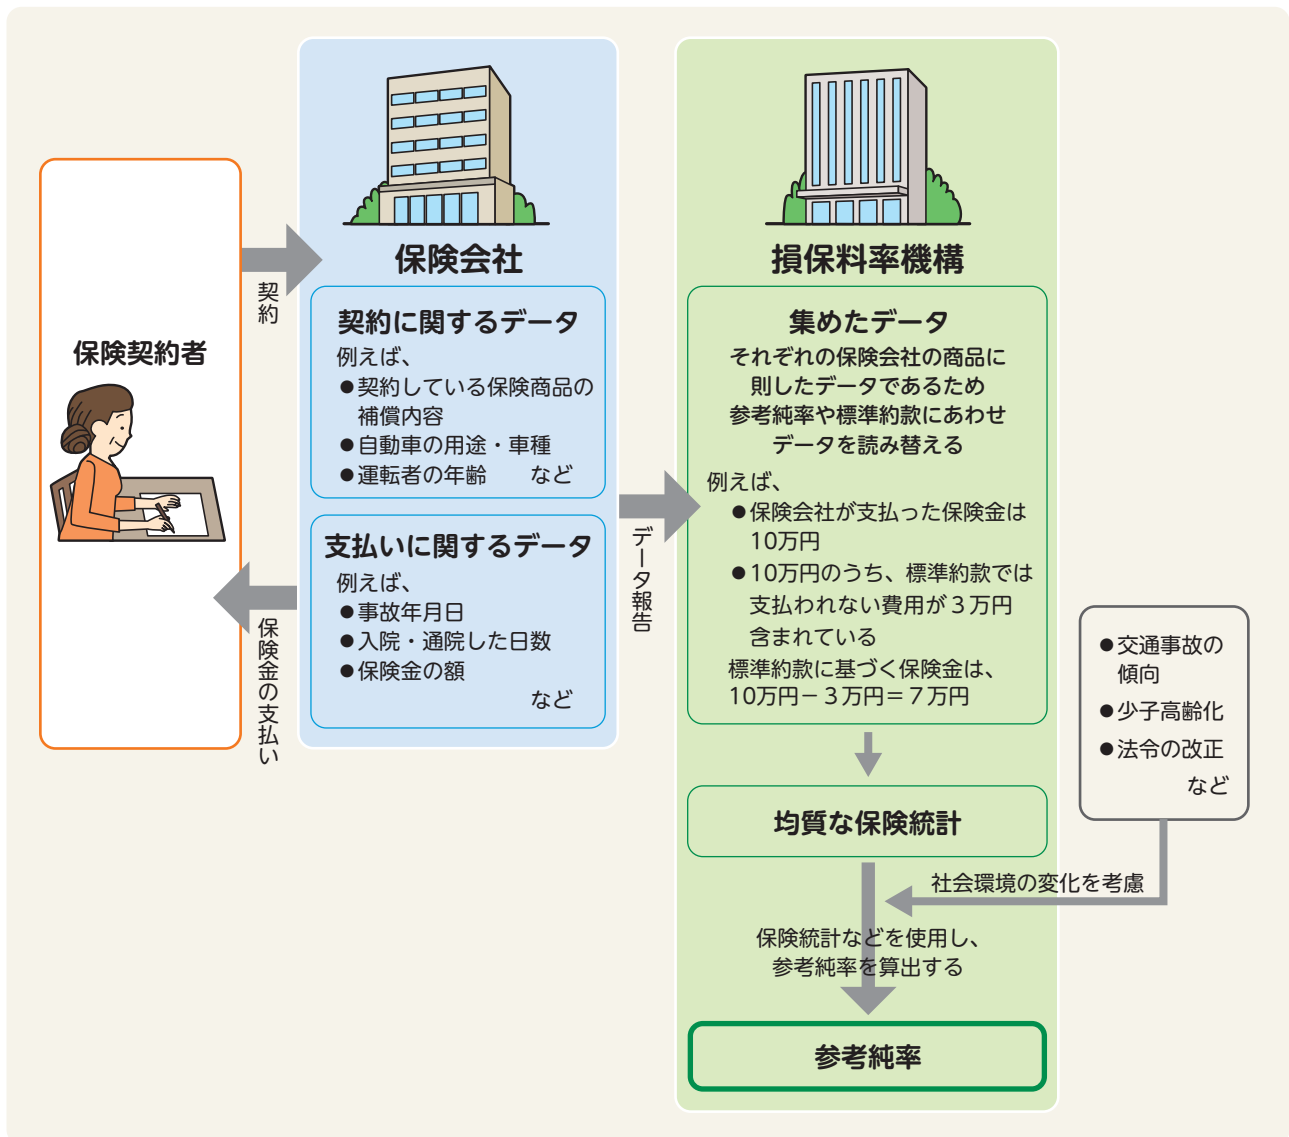 保険契約者
契約
保険金の支払い
保険会社
契約に関するデータ
例えば、
●契約している保険商品の
補償内容
●自動車の用途・車種
●運転者の年齢　など
支払いに関するデータ
例えば、
●事故年月日
●入院・通院した日数
●保険金の額
など
データ報告
損保料率機構
集めたデータ
それぞれの保険会社の商品に
則したデータであるため
参考純率や標準約款にあわせ
データを読み替える
例えば、
●保険会社が支払った保険金は
10万円
●10万円のうち、標準約款では
支払われない費用が３万円
含まれている
標準約款に基づく保険金は、
10万円－３万円＝７万円
均質な保険統計
●交通事故の
傾向
●少子高齢化
●法令の改正
など
社会環境の変化を考慮
保険統計などを使用し、
参考純率を算出する
参考純率